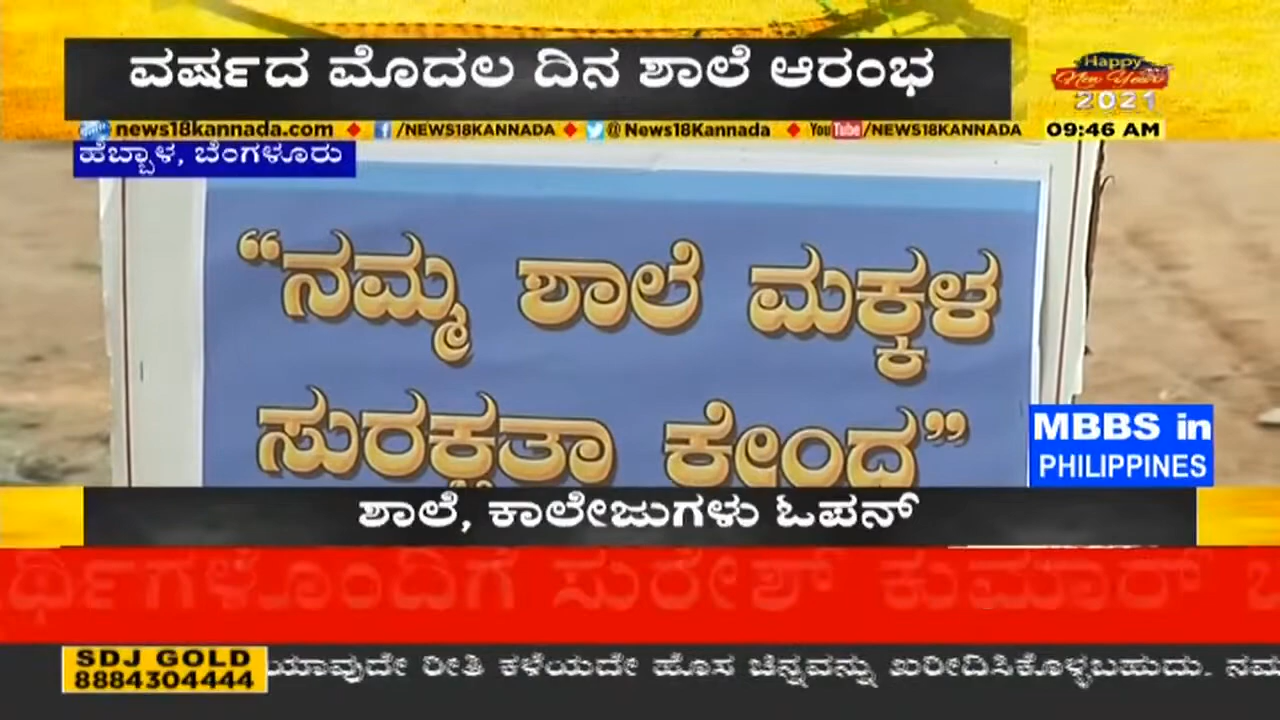 ವರ್ಷದ ಮೊದಲ ದಿನ ಶಾಲೆ ಆರಂಭ
Happy
New Year
2021
news18kannada.com /NEWS18KANNADA @News18Kannada YouTube/NEWS18KANNADA
09:46 AM
ಹೆಬ್ಬಾಳ, ಬೆಂಗಳೂರು
“ನಮ್ಮ ಶಾಲೆ ಮಕ್ಕಳ
ಸುರಕ್ಷತಾ ಕೇಂದ್ರ”
MBBS in
PHILIPPINES
ಶಾಲೆ, ಕಾಲೇಜುಗಳು ಓಪನ್
ರ್ಥಿಗಳೊಂದಿಗೆ ಸುರೇಶ್ ಕುಮಾರ್
SDJ GOLD
8884304444
ಯಾವುದೇ ರೀತಿ ಕಳೆಯದೇ ಹೊಸ ಚಿನ್ನವನ್ನು ಖರೀದಿಸಿಕೊಳ್ಳಬಹುದು. ನಮ